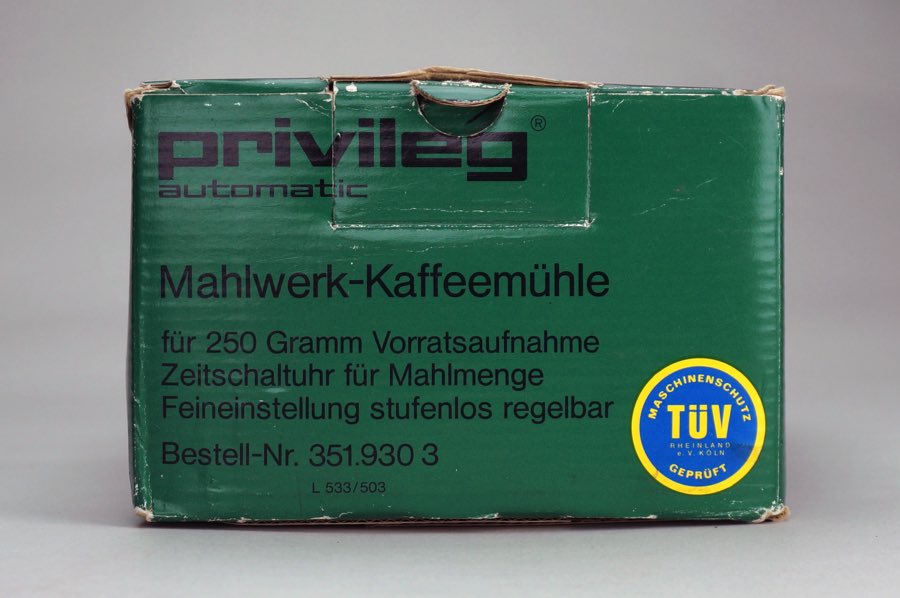 privileg®
automatic
Mahlwerk-Kaffeemühle
für 250 Gramm Vorratsaufnahme
Zeitschaltuhr für Mahlmenge
Feineinstellung stufenlos regelbar
Bestell-Nr. 351.930 3
L 533/503
MASCHINENSCHUTZ
TÜV
RHEINLAND
e.V. KÖLN
GEPRÜFT